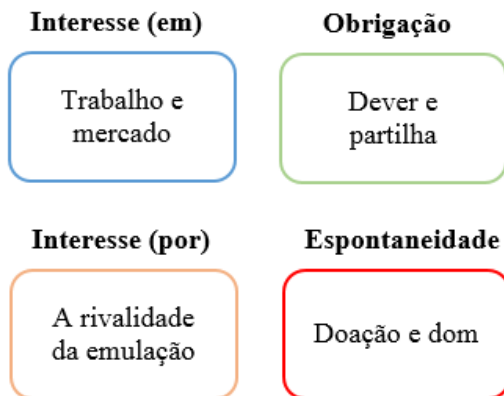 Interesse (em)
Obrigação
Trabalho e
mercado
Dever e
partilha
Interesse (por)
Espontaneidade
A rivalidade
da emulação
Doação e dom